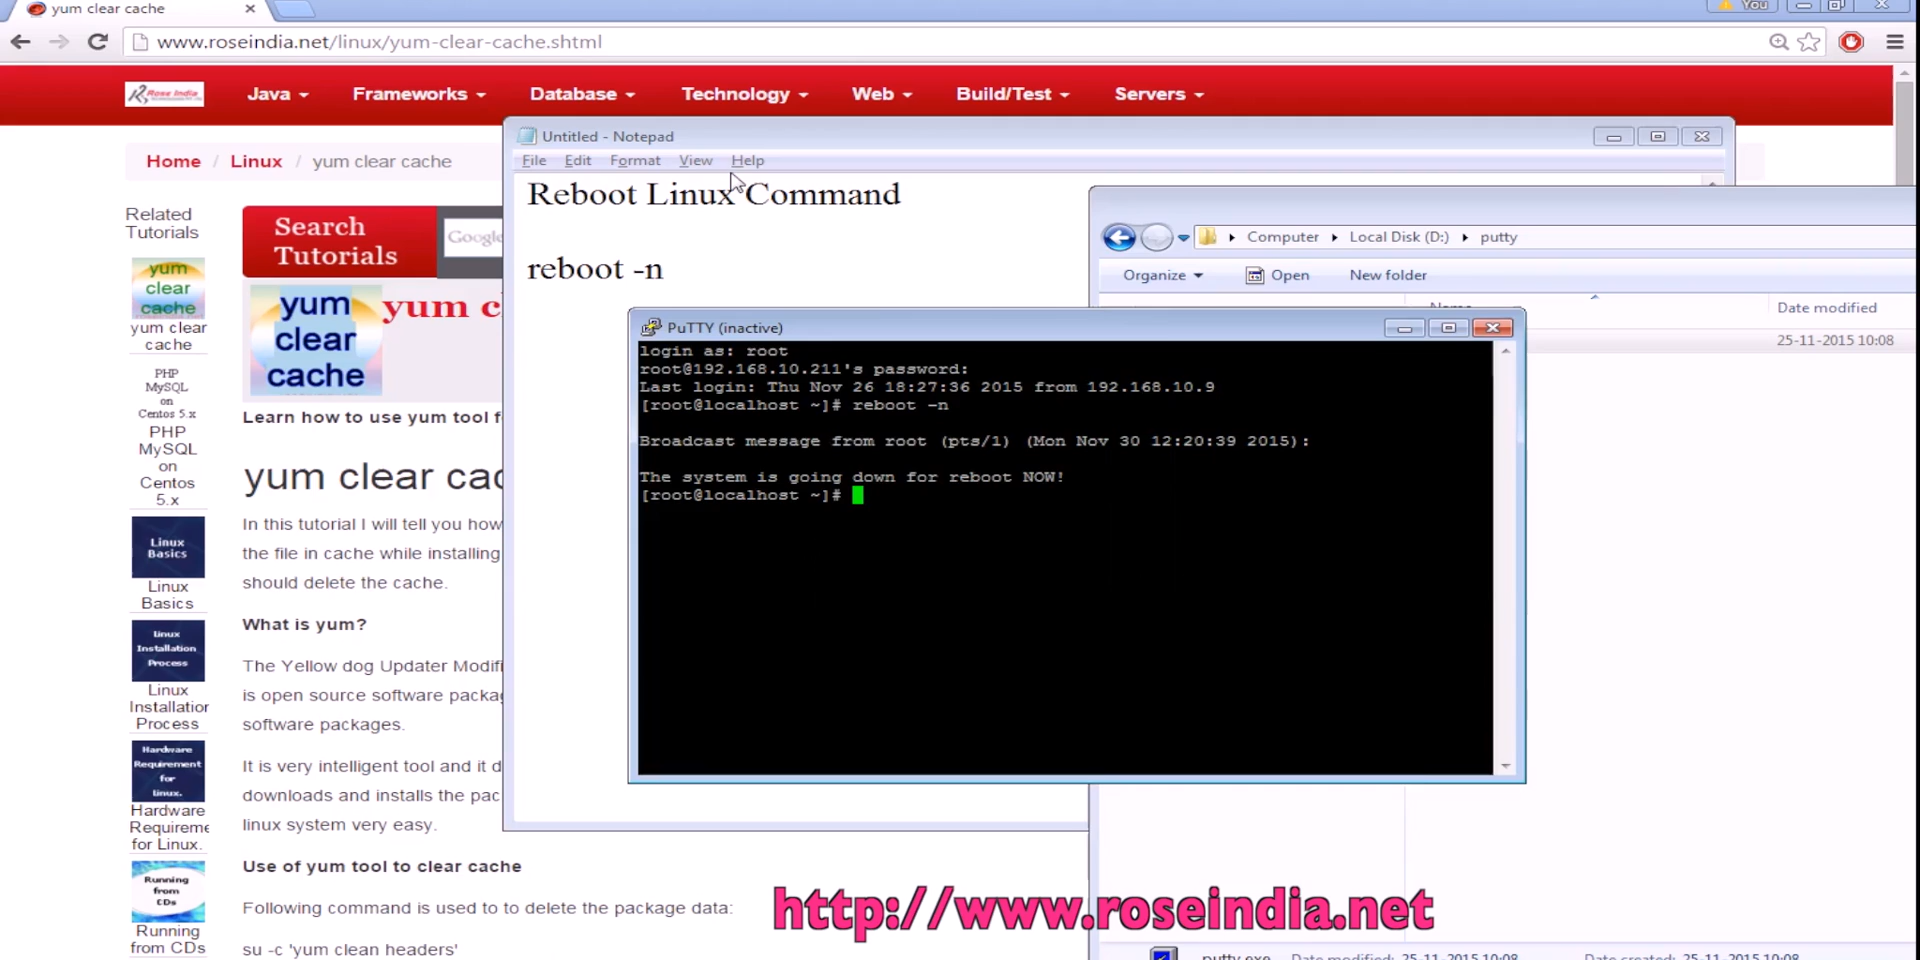 yum clear cache
You
www.roseindia.net/linux/yum-clear-cache.shtml
Rose India
Java Frameworks Database Technology Web Build/Test Servers
Home / Linux / yum clear cache
Related
Tutorials
yum
clear
cache
yum clear
cache
PHP
MySQL
on
Centos 5.x
PHP
MySQL
on
Centos
5.x
Linux
Basics
Linux
Basics
Linux
Installation
Process
Linux
Installation
Process
Hardware
Requirement
for
linux.
Hardware
Requireme
for Linux.
Running
from
CDs
Running
from CDs
Search
Tutorials
Google
yum
clear
cache
yum c
Learn how to use yum tool f
yum clear cac
In this tutorial I will tell you how
the file in cache while installing
should delete the cache.
What is yum?
The Yellow dog Updater Modifi
is open source software packag
software packages.
It is very intelligent tool and it d
downloads and installs the pac
linux system very easy.
Use of yum tool to clear cache
Following command is used to to delete the package data:
su -c 'yum clean headers'
Untitled - Notepad
File Edit Format View Help
Reboot Linux Command
reboot -n
Computer Local Disk (D:) putty
Organize Open New folder
Name Date modified
25-11-2015 10:08
PuTTY (inactive)
login as: root
root@192.168.10.211's password:
Last login: Thu Nov 26 18:27:36 2015 from 192.168.10.9
[root@localhost ~]# reboot -n
Broadcast message from root (pts/1) (Mon Nov 30 12:20:39 2015):
The system is going down for reboot NOW!
[root@localhost ~]#
http://www.roseindia.net
putty.exe Date modified: 25-11-2015 10:08 Date created: 25-11-2015 10:08